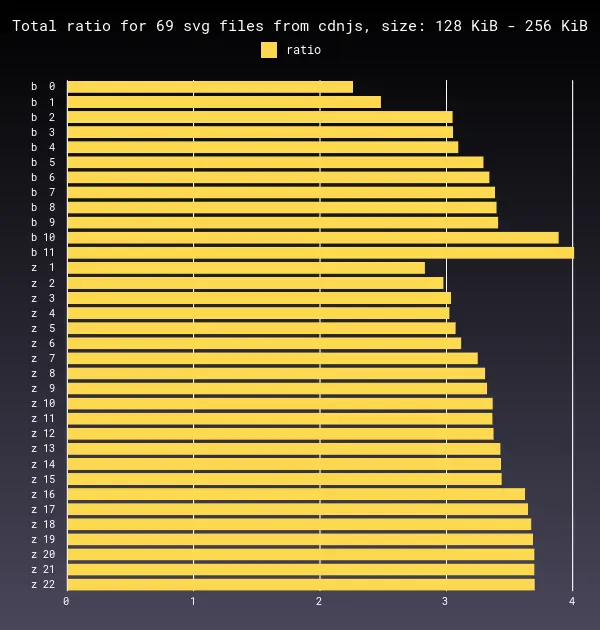 Total ratio for 69 svg files from cdnjs, size: 128 KiB - 256 KiB
ratio
b 0
b 1
b 2
b 3
b 4
b 5
b 6
b 7
b 8
b 9
b 10
b 11
z 1
z 2
z 3
z 4
z 5
z 6
z 7
z 8
z 9
z 10
z 11
z 12
z 13
z 14
z 15
z 16
z 17
z 18
z 19
z 20
z 21
z 22
0 1 2 3 4